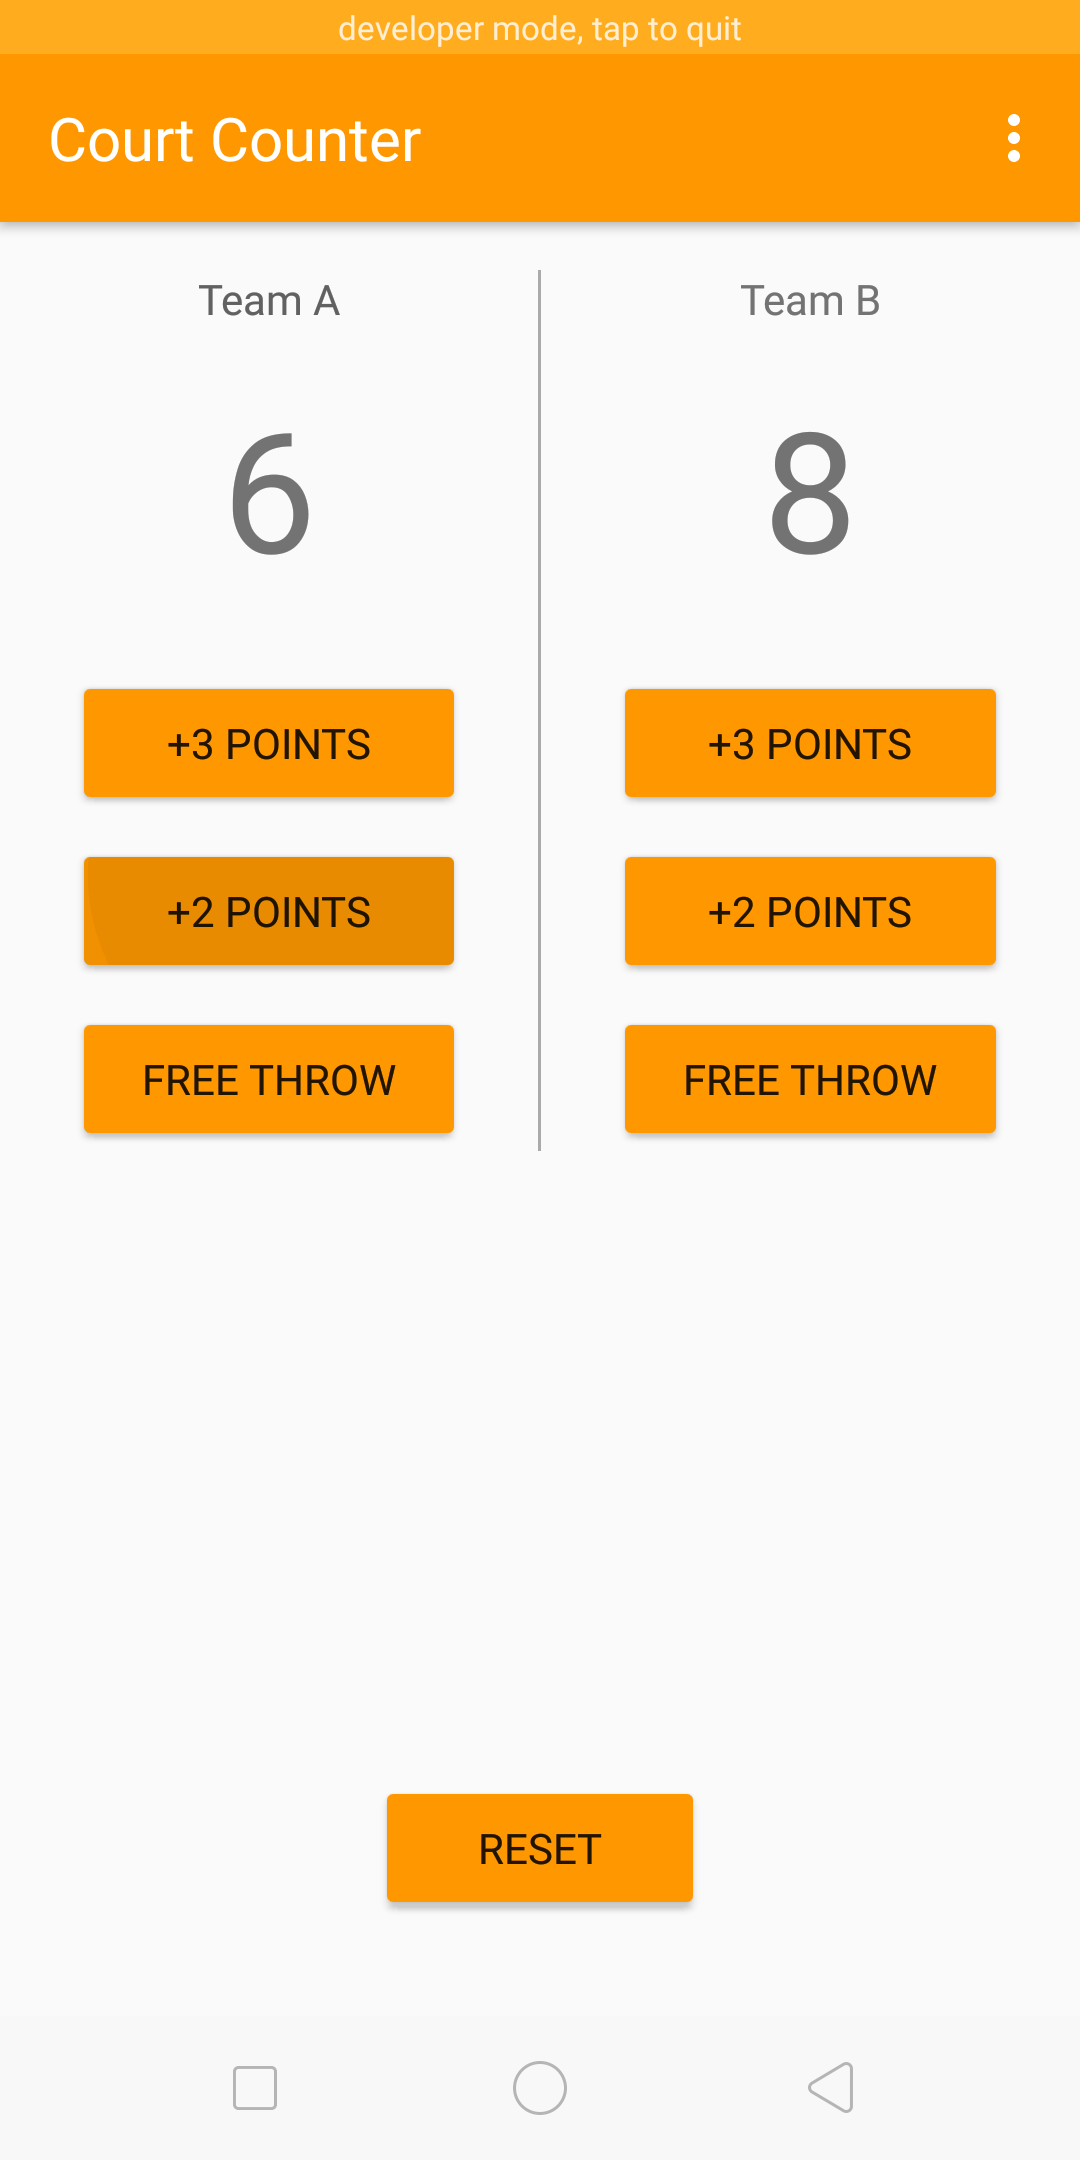 developer mode, tap to quit
Court Counter
Team A
6
+3 POINTS
+2 POINTS
FREE THROW
Team B
8
+3 POINTS
+2 POINTS
FREE THROW
RESET